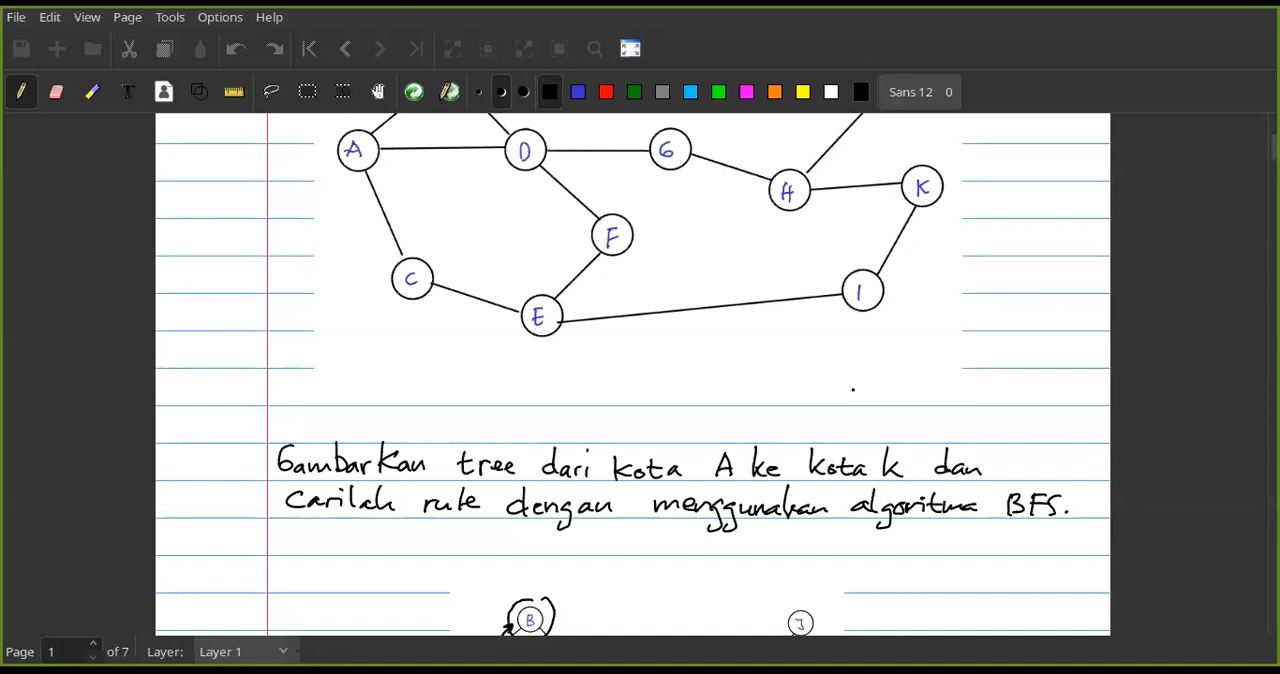 File Edit View Page Tools Options Help
Sans 12 0
A D G H K
F
C E I
Gambarkan tree dari kota A ke kota k dan
carilah rute dengan menggunakan algoritma BFS.
B J
Page 1 of 7 Layer: Layer 1